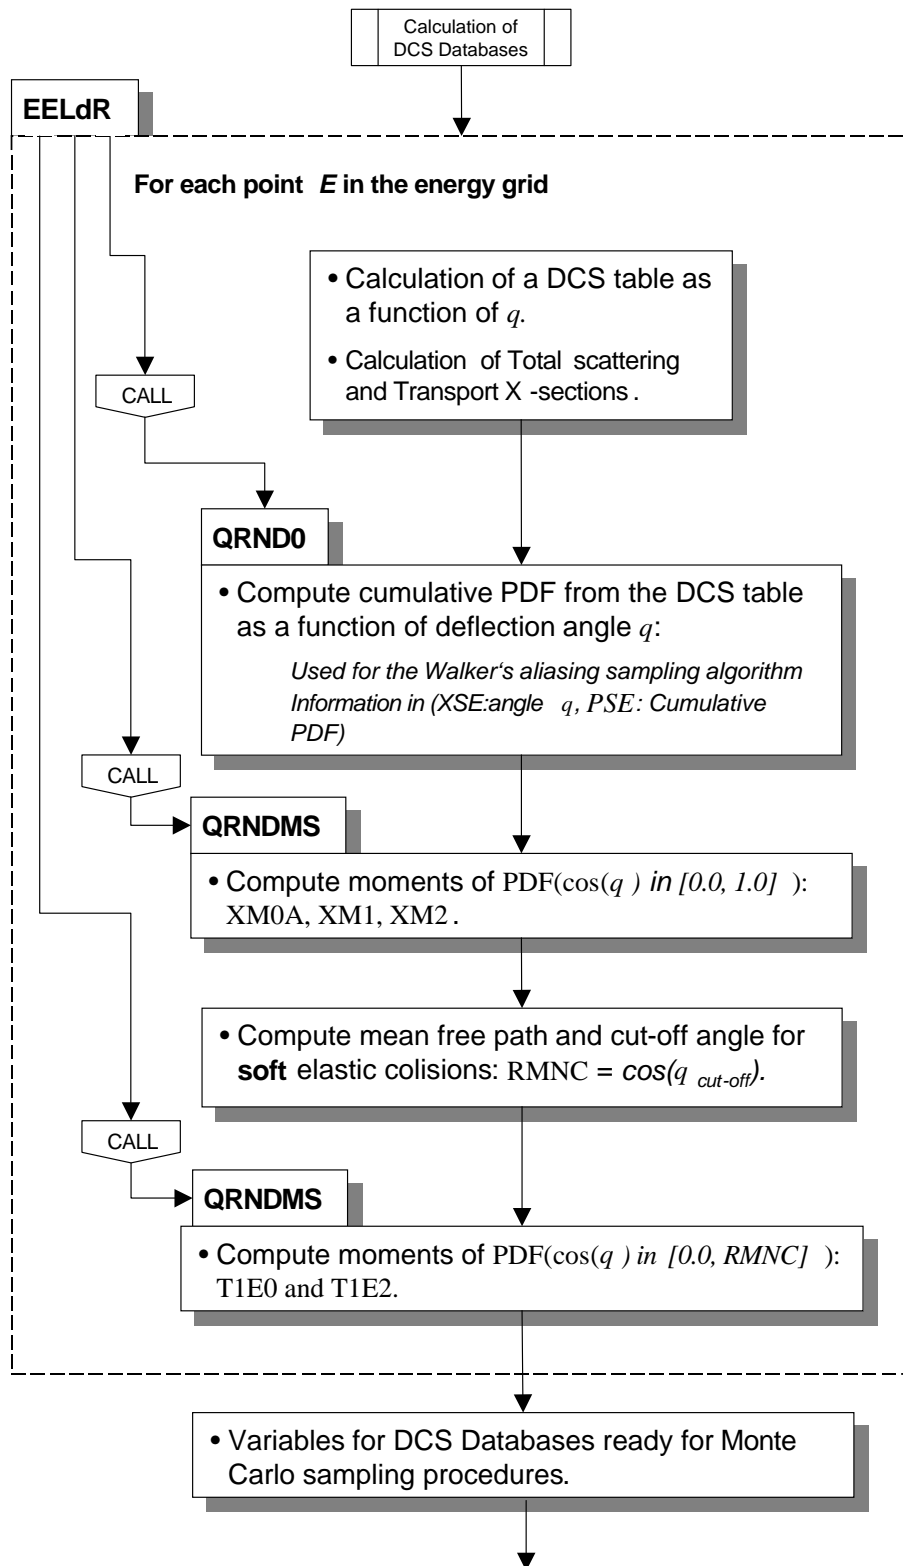 Calculation of
DCS Databases
EELdR
For each point E in the energy grid
• Calculation of a DCS table as
a function of q.
• Calculation of Total scattering
and Transport X -sections .
CALL
QRND0
• Compute cumulative PDF from the DCS table
as a function of deflection angle q:
Used for the Walker‘s aliasing sampling algorithm
Information in (XSE:angle q, PSE: Cumulative
PDF)
CALL
QRNDMS
• Compute moments of PDF(cos(q ) in [0.0, 1.0] ):
XM0A, XM1, XM2 .
• Compute mean free path and cut-off angle for
soft elastic colisions: RMNC = cos(q cut-off).
CALL
QRNDMS
• Compute moments of PDF(cos(q ) in [0.0, RMNC] ):
T1E0 and T1E2.
• Variables for DCS Databases ready for Monte
Carlo sampling procedures.